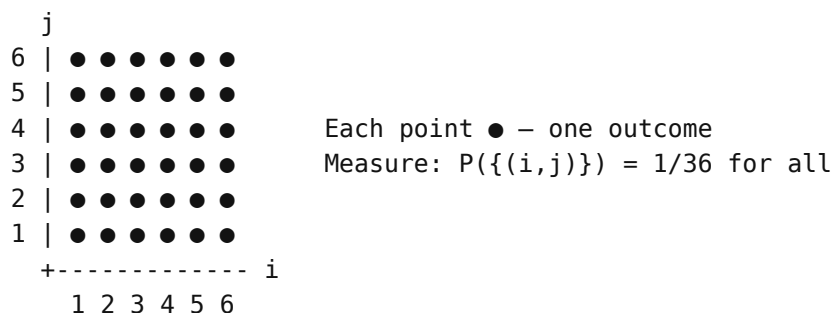 j
6 | ● ● ● ● ● ●
5 | ● ● ● ● ● ●
4 | ● ● ● ● ● ● Each point ● — one outcome
3 | ● ● ● ● ● ● Measure: P({(i,j)}) = 1/36 for all
2 | ● ● ● ● ● ●
1 | ● ● ● ● ● ●
+------------- i
1 2 3 4 5 6